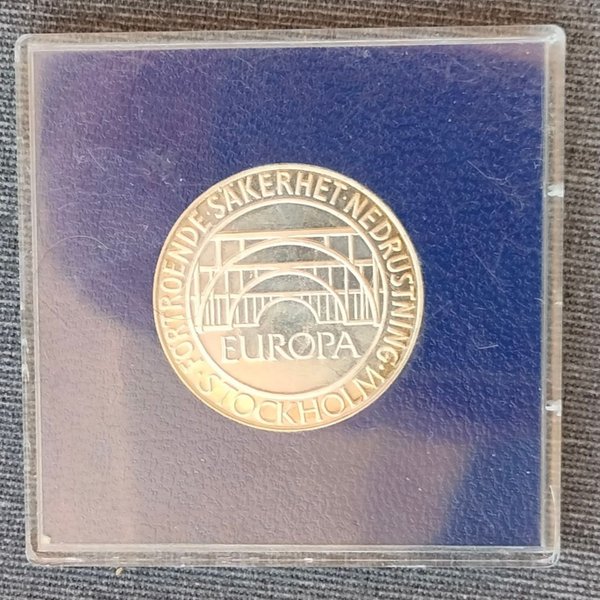 FÖRTROENDE·SÄKERHET·NEDRUSTNING·
STOCKHOLM·
EUROPA